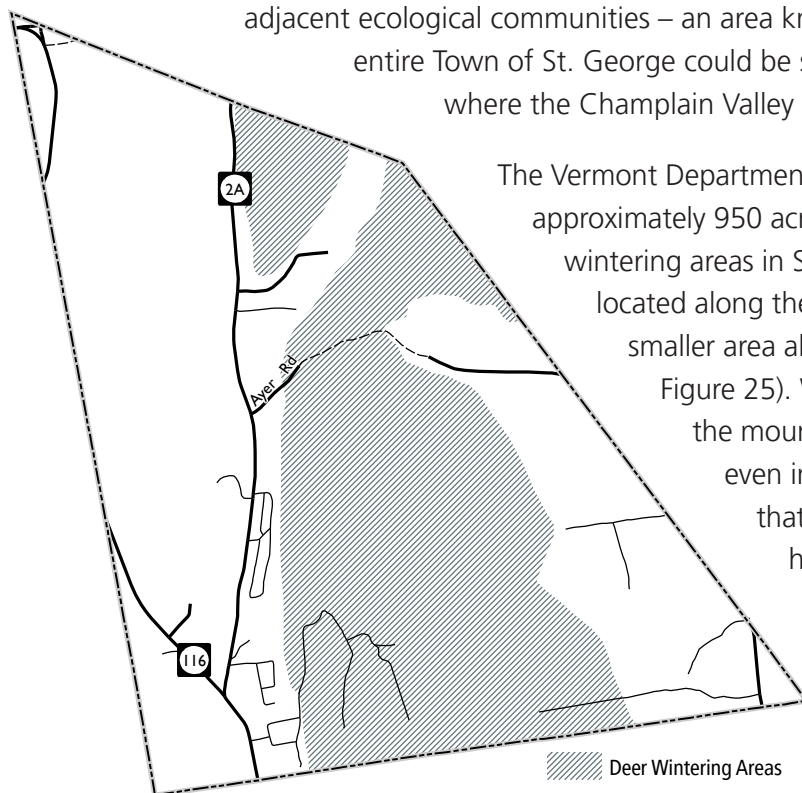 adjacent ecological communities – an area kn
entire Town of St. George could be s
where the Champlain Valley
The Vermont Departmen
approximately 950 acr
wintering areas in S
located along the
smaller area al
Figure 25). V
the mour
even in
that
h
2A
Ayer Rd
116
Deer Wintering Areas